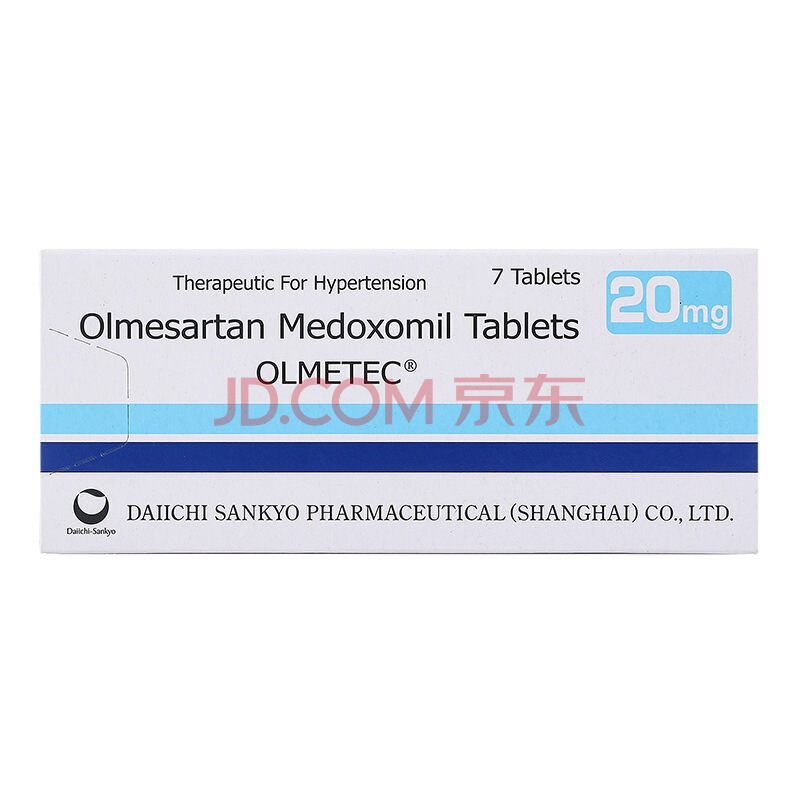 Therapeutic For Hypertension
7 Tablets
20mg
Olmesartan Medoxomil Tablets
OLMETEC®
JD.COM 京东
DAIICHI SANKYO PHARMACEUTICAL (SHANGHAI) CO., LTD.
Daiichi-Sankyo